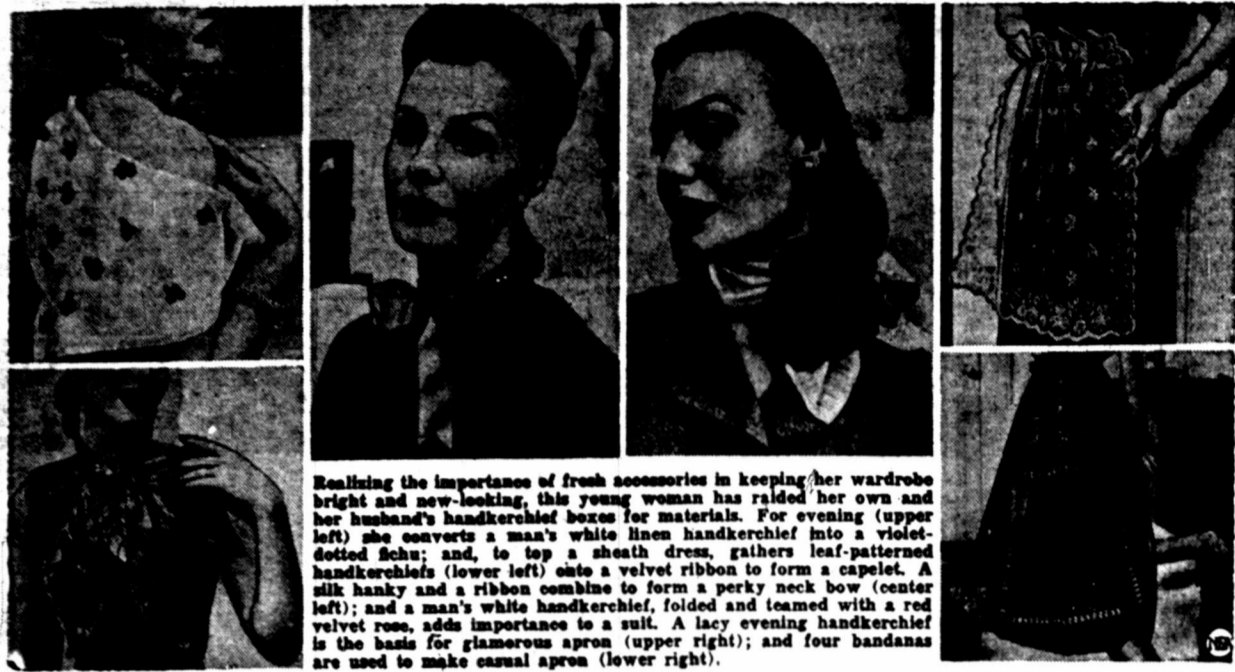 Realizing the importance of fresh accessories in keeping her wardrobe
bright and new-looking, this young woman has raided her own and
her husband's handkerchief boxes for materials. For evening (upper
left) she converts a man's white linen handkerchief into a violet-
dotted fichu; and, to top a sheath dress, gathers leaf-patterned
handkerchiefs (lower left) onto a velvet ribbon to form a capelet. A
silk hanky and a ribbon combine to form a perky neck bow (center
left); and a man's white handkerchief, folded and teamed with a red
velvet rose, adds importance to a suit. A lacy evening handkerchief
is the basis for glamorous apron (upper right); and four bandanas
are used to make casual apron (lower right).